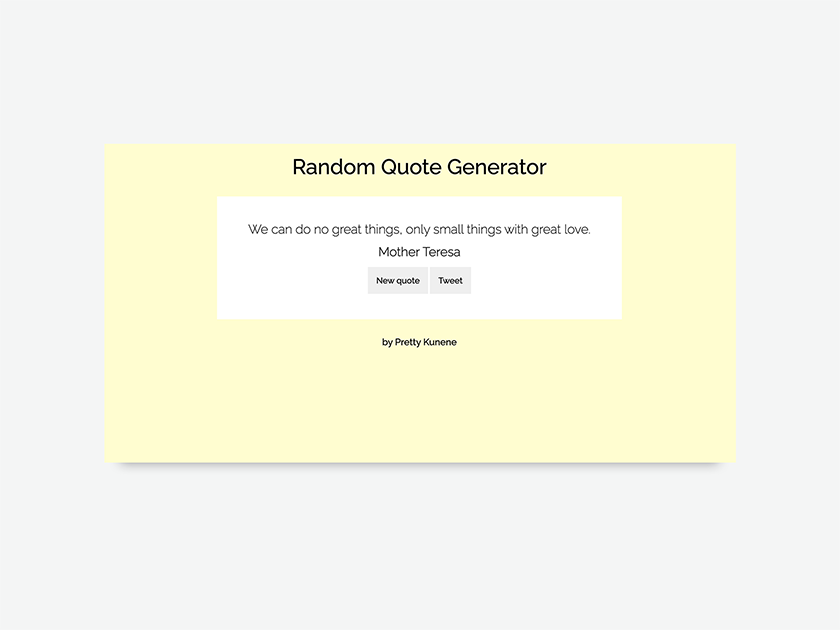 Random Quote Generator
We can do no great things, only small things with great love.
Mother Teresa
New quote Tweet
by Pretty Kunene